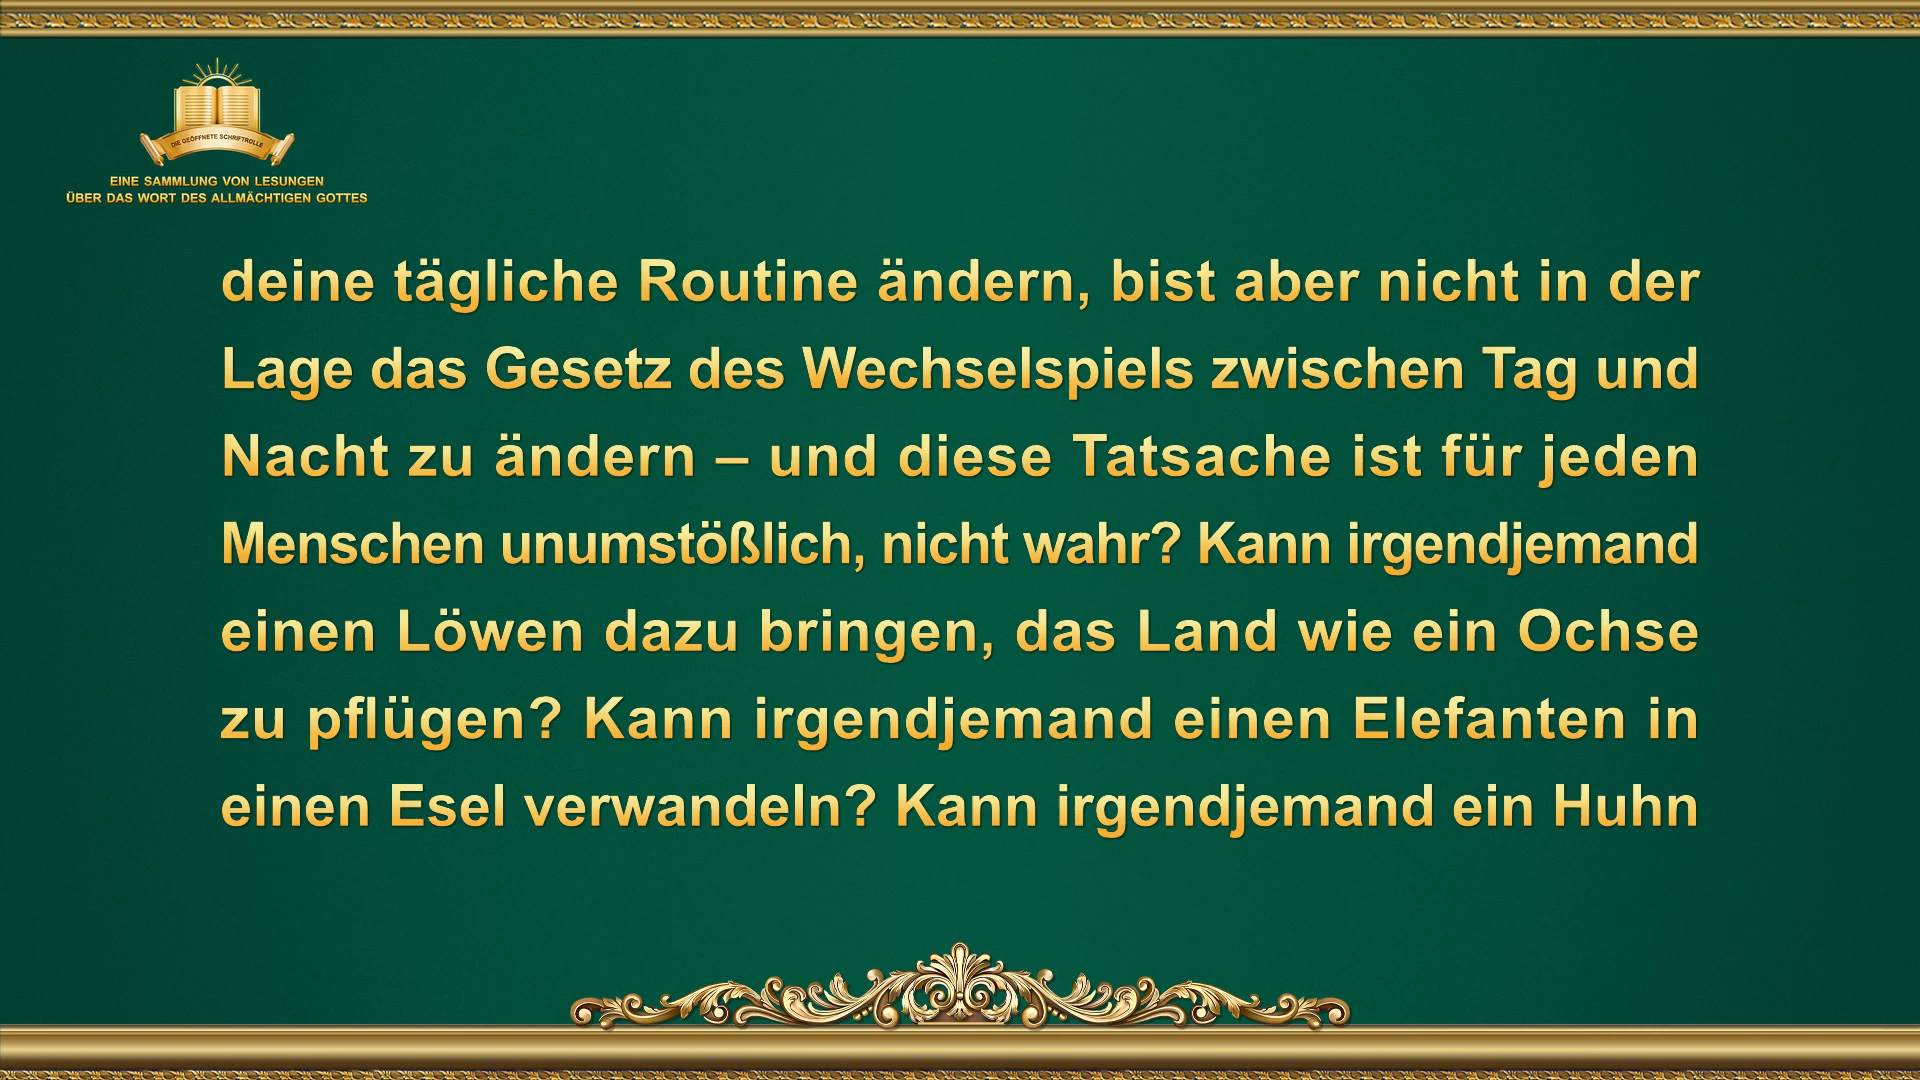 DIE GEÖFFNETE SCHRIFTROLLE
EINE SAMMLUNG VON LESUNGEN
ÜBER DAS WORT DES ALLMÄCHTIGEN GOTTES
deine tägliche Routine ändern, bist aber nicht in der
Lage das Gesetz des Wechselspiels zwischen Tag und
Nacht zu ändern – und diese Tatsache ist für jeden
Menschen unumstößlich, nicht wahr? Kann irgendjemand
einen Löwen dazu bringen, das Land wie ein Ochse
zu pflügen? Kann irgendjemand einen Elefanten in
einen Esel verwandeln? Kann irgendjemand ein Huhn